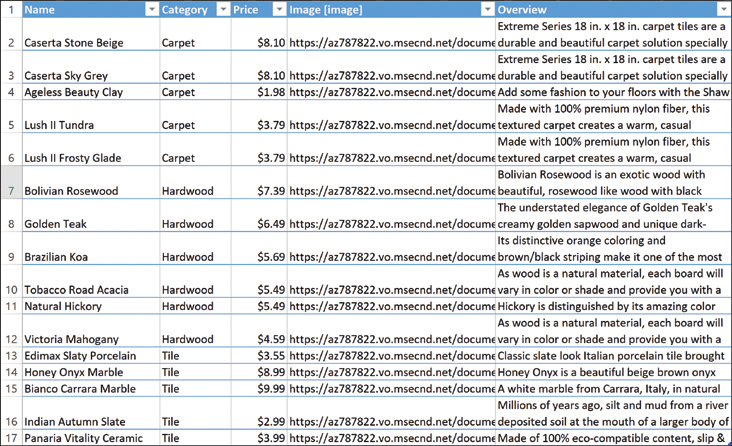 1 Name Category Price Image [image] Overview
Extreme Series 18 in. x 18 in. carpet tiles are a
2 Caserta Stone Beige Carpet $8.10 https://az787822.vo.msecnd.net/docume durable and beautiful carpet solution specially
Extreme Series 18 in. x 18 in. carpet tiles are a
3 Caserta Sky Grey Carpet $8.10 https://az787822.vo.msecnd.net/docume durable and beautiful carpet solution specially
4 Ageless Beauty Clay Carpet $1.98 https://az787822.vo.msecnd.net/docume Add some fashion to your floors with the Shaw
Made with 100% premium nylon fiber, this
5 Lush II Tundra Carpet $3.79 https://az787822.vo.msecnd.net/docume textured carpet creates a warm, casual
Made with 100% premium nylon fiber, this
6 Lush II Frosty Glade Carpet $3.79 https://az787822.vo.msecnd.net/docume textured carpet creates a warm, casual
Bolivian Rosewood is an exotic wood with
7 Bolivian Rosewood Hardwood $7.39 https://az787822.vo.msecnd.net/docume beautiful, rosewood like wood with black
The understated elegance of Golden Teak's
8 Golden Teak Hardwood $6.49 https://az787822.vo.msecnd.net/docume creamy golden sapwood and unique dark-
Its distinctive orange coloring and
9 Brazilian Koa Hardwood $5.69 https://az787822.vo.msecnd.net/docume brown/black striping make it one of the most
As wood is a natural material, each board will
10 Tobacco Road Acacia Hardwood $5.49 https://az787822.vo.msecnd.net/docume vary in color or shade and provide you with a
11 Natural Hickory Hardwood $5.49 https://az787822.vo.msecnd.net/docume Hickory is distinguished by its amazing color
As wood is a natural material, each board will
12 Victoria Mahogany Hardwood $4.59 https://az787822.vo.msecnd.net/docume vary in color or shade and provide you with a
13 Edimax Slaty Porcelain Tile $3.55 https://az787822.vo.msecnd.net/docume Classic slate look Italian porcelain tile brought
14 Honey Onyx Marble Tile $8.99 https://az787822.vo.msecnd.net/docume Honey Onyx is a beautiful beige brown onyx
15 Bianco Carrara Marble Tile $9.99 https://az787822.vo.msecnd.net/docume A white marble from Carrara, Italy, in natural
Millions of years ago, silt and mud from a river
16 Indian Autumn Slate Tile $2.99 https://az787822.vo.msecnd.net/docume deposited soil at the mouth of a larger body of
17 Panaria Vitality Ceramic Tile $3.99 https://az787822.vo.msecnd.net/docume Made of 100% eco-compatible content, slip &